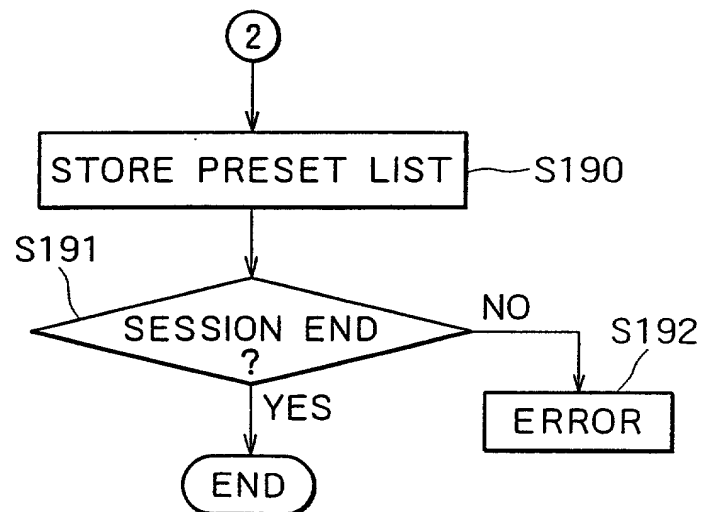 2
STORE PRESET LIST
S190
S191
SESSION END
?
NO
S192
YES
ERROR
END